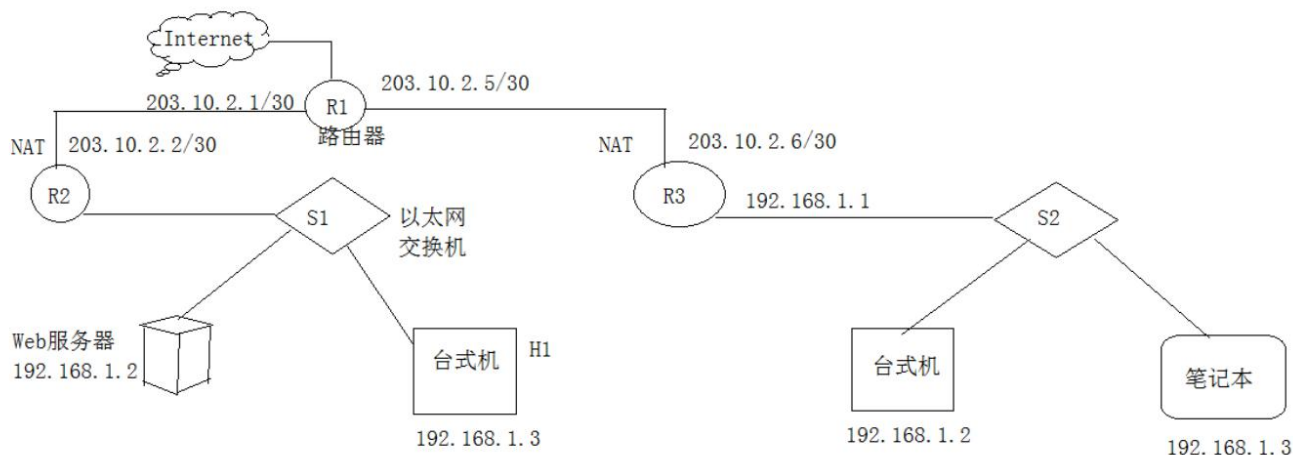 Internet
203.10.2.5/30
203.10.2.1/30
R1
路由器
NAT
203.10.2.2/30
NAT
203.10.2.6/30
R2
R3
192.168.1.1
S1
以太网
交换机
S2
Web服务器
192.168.1.2
台式机
H1
192.168.1.3
台式机
192.168.1.2
笔记本
192.168.1.3